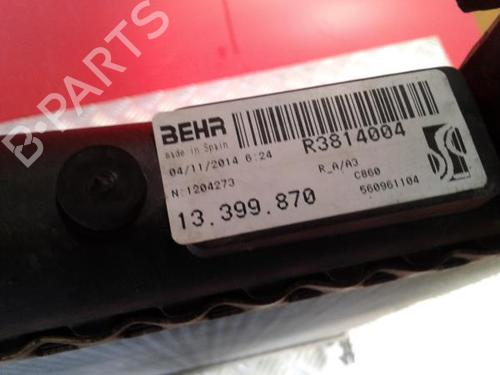 B-PARTS
BEHR
made in Spain
04/11/2014 6:24
R3814004
N:1204273
R_A/A3
C860
13.399.870
560961104